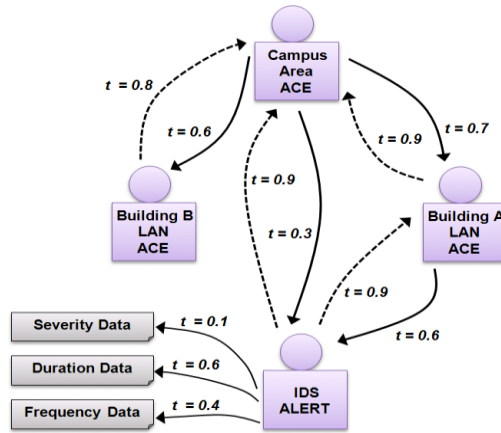 Campus
Area
ACE
t = 0.8
t = 0.6
t = 0.7
t = 0.9
t = 0.9
t = 0.3
Building B
LAN
ACE
Building A
LAN
ACE
t = 0.9
t = 0.6
Severity Data
t = 0.1
Duration Data
t = 0.6
Frequency Data
t = 0.4
IDS
ALERT